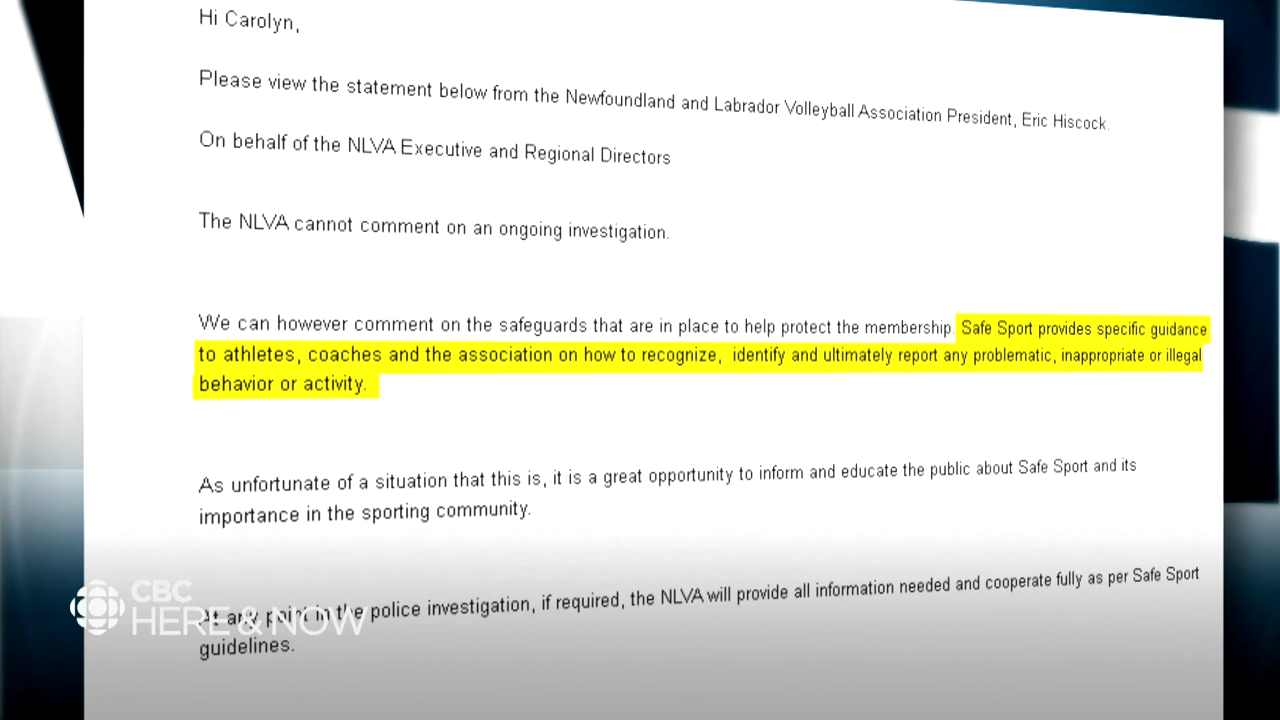 Hi Carolyn,
Please view the statement below from the Newfoundland and Labrador Volleyball Association President, Eric Hiscock.
On behalf of the NLVA Executive and Regional Directors
The NLVA cannot comment on an ongoing investigation.
We can however comment on the safeguards that are in place to help protect the membership. Safe Sport provides specific guidance
to athletes, coaches and the association on how to recognize, identify and ultimately report any problematic, inappropriate or illegal
behavior or activity.
As unfortunate of a situation that this is, it is a great opportunity to inform and educate the public about Safe Sport and its
importance in the sporting community.
At any point in the police investigation, if required, the NLVA will provide all information needed and cooperate fully as per Safe Sport
guidelines.
CBC
HERE & NOW